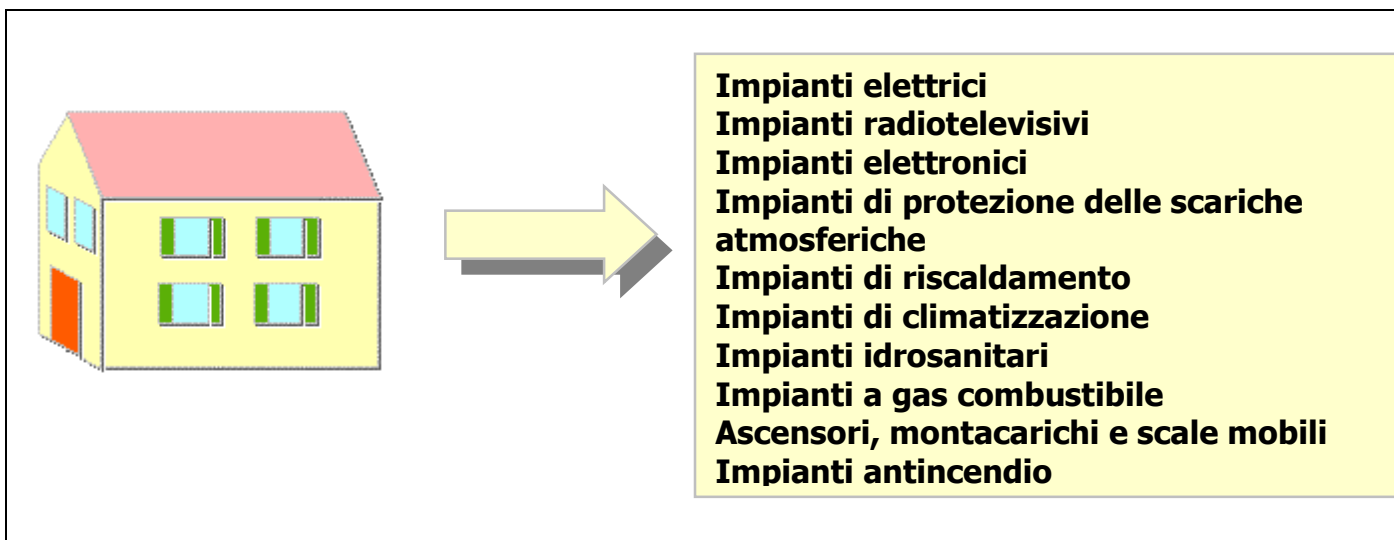 Impianti elettrici
Impianti radiotelevisivi
Impianti elettronici
Impianti di protezione delle scariche
atmosferiche
Impianti di riscaldamento
Impianti di climatizzazione
Impianti idrosanitari
Impianti a gas combustibile
Ascensori, montacarichi e scale mobili
Impianti antincendio